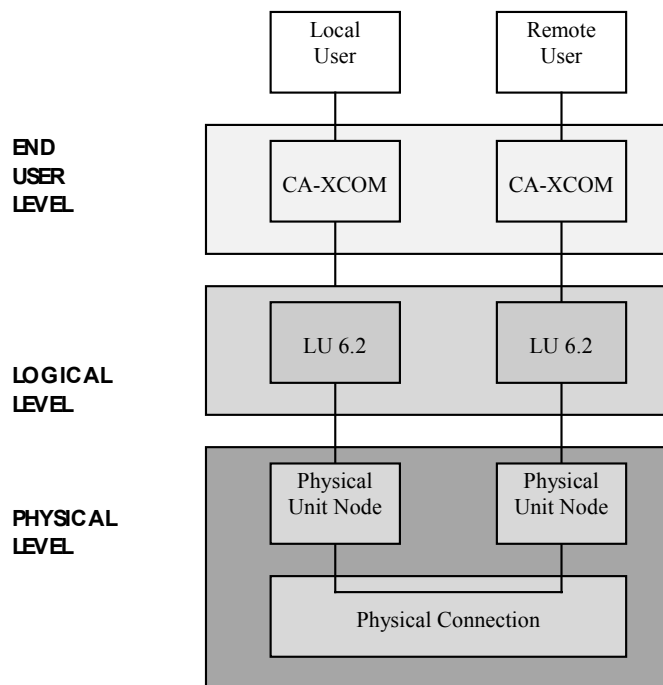 Local
User
Remote
User
END
USER
LEVEL
CA-XCOM
CA-XCOM
LOGICAL
LEVEL
LU 6.2
LU 6.2
PHYSICAL
LEVEL
Physical
Unit Node
Physical
Unit Node
Physical Connection